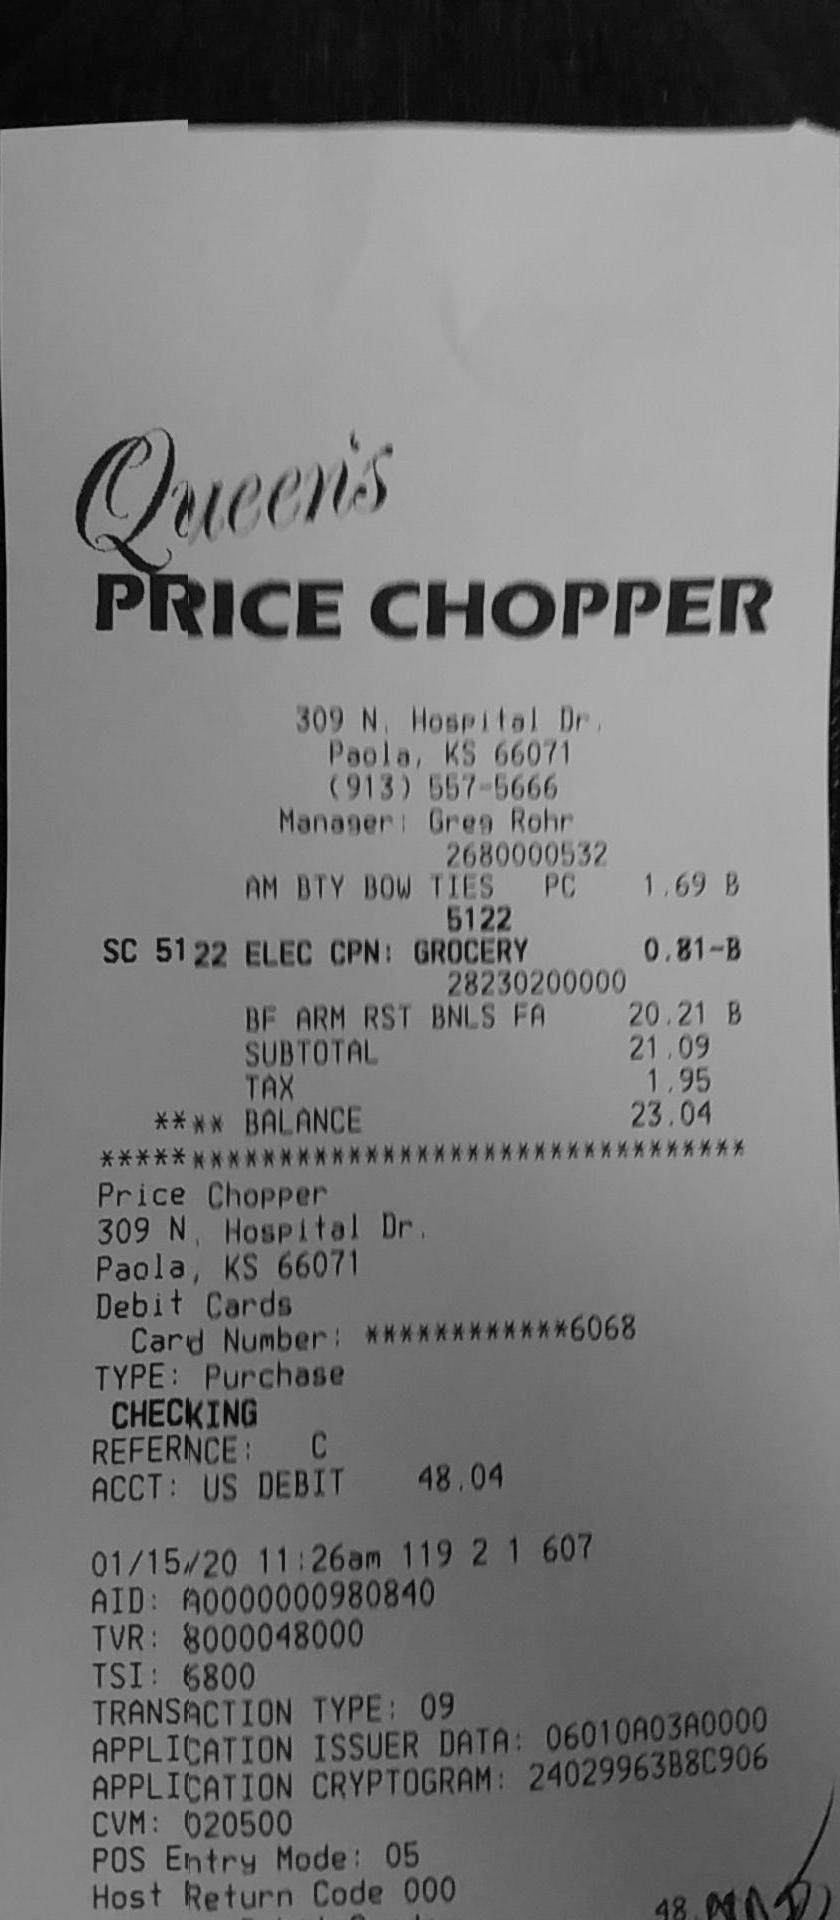 Queen's
PRICE CHOPPER
309 N. Hospital Dr.
Paola, KS 66071
(913) 557-5666
Manager: Greg Rohr
2680000532
AM BTY BOW TIES PC 1.69 B
5122
SC 5122 ELEC CPN: GROCERY 0.81-B
28230200000
BF ARM RST BNLS FA 20.21 B
SUBTOTAL 21.09
TAX 1.95
**** BALANCE 23.04
**************************************
Price Chopper
309 N. Hospital Dr.
Paola, KS 66071
Debit Cards
Card Number: ************6068
TYPE: Purchase
CHECKING
REFERNCE: C
ACCT: US DEBIT 48.04
01/15/20 11:26am 119 2 1 607
AID: A0000000980840
TVR: 8000048000
TSI: 6800
TRANSACTION TYPE: 09
APPLICATION ISSUER DATA: 06010A03A0000
APPLICATION CRYPTOGRAM: 24029963B8C906
CVM: 020500
POS Entry Mode: 05
Host Return Code 000
48.